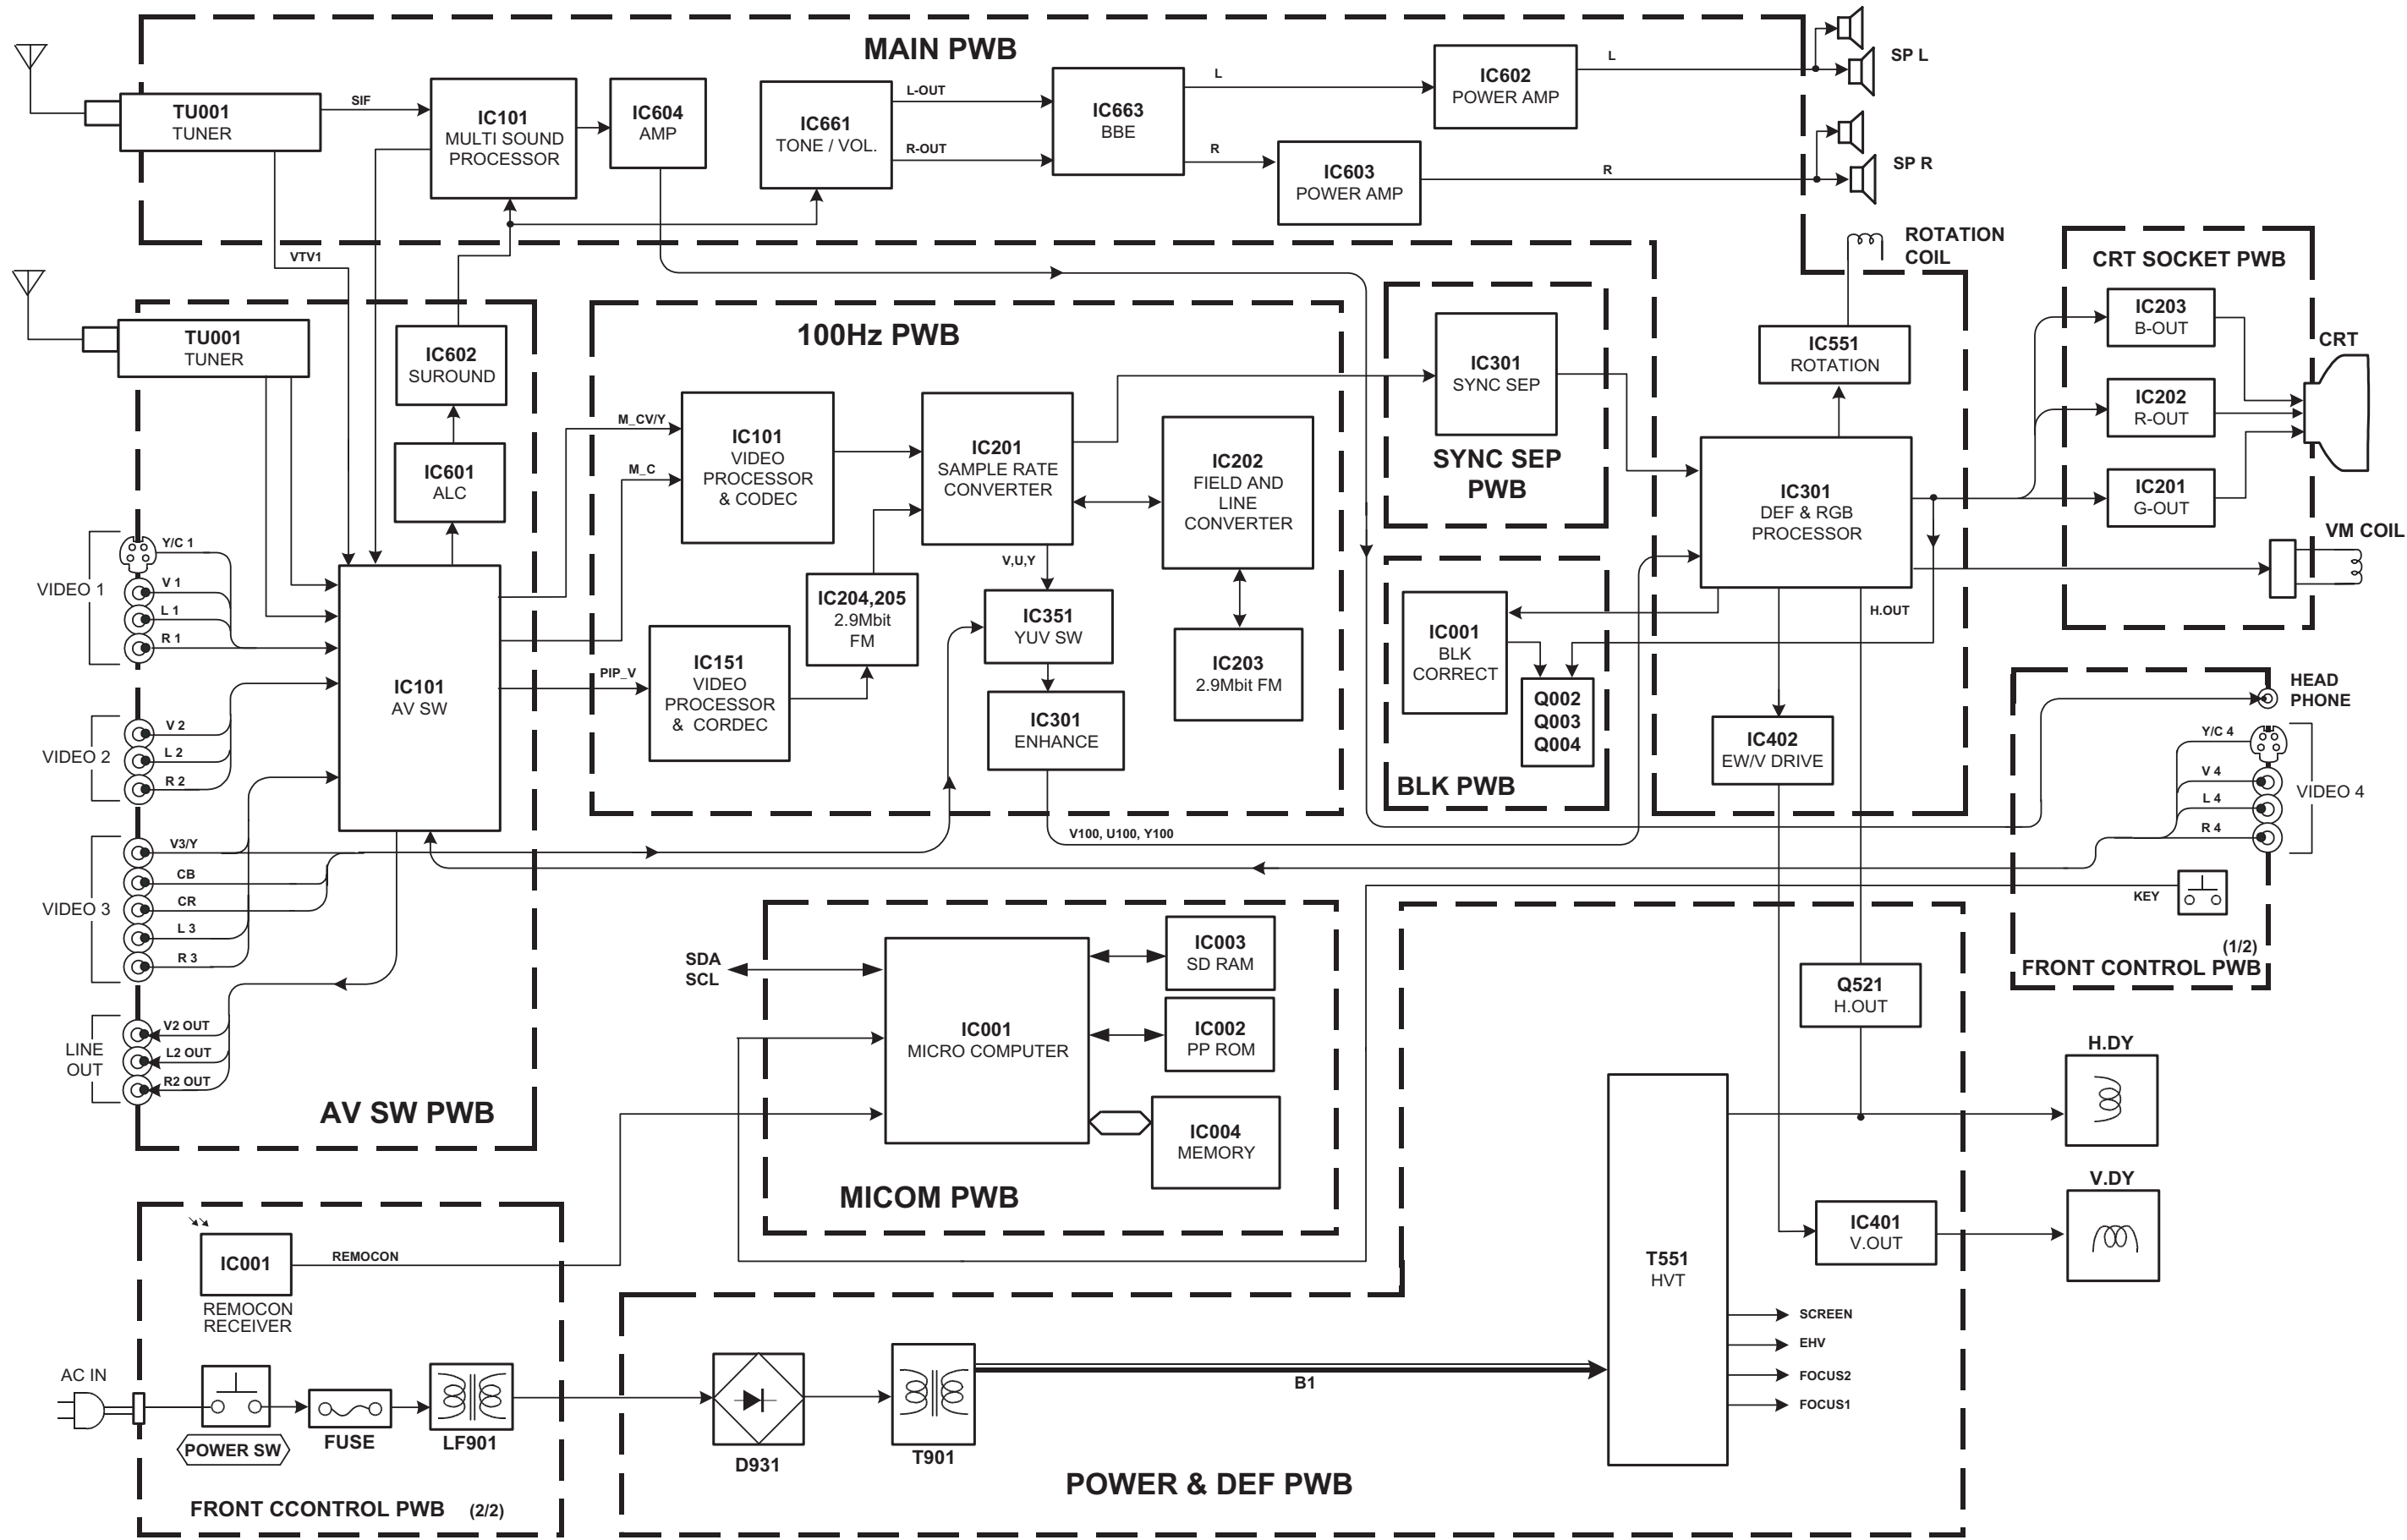 MAIN PWB
TU001
TUNER
SIF
VTV1
IC101
MULTI SOUND
PROCESSOR
IC604
AMP
IC661
TONE / VOL.
L-OUT
R-OUT
IC663
BBE
L
R
IC602
POWER AMP
IC603
POWER AMP
L
R
SP L
SP R
ROTATION
COIL
TU001
TUNER
IC602
SUROUND
IC601
ALC
IC101
AV SW
VIDEO 1
Y/C 1
V 1
L 1
R 1
VIDEO 2
V 2
L 2
R 2
VIDEO 3
V3/Y
CB
CR
L 3
R 3
LINE
OUT
V2 OUT
L2 OUT
R2 OUT
AV SW PWB
100Hz PWB
M_CV/Y
M_C
PIP_V
IC101
VIDEO
PROCESSOR
& CODEC
IC151
VIDEO
PROCESSOR
& CORDEC
IC204,205
2.9Mbit
FM
IC201
SAMPLE RATE
CONVERTER
V,U,Y
IC351
YUV SW
IC301
ENHANCE
IC202
FIELD AND
LINE
CONVERTER
IC203
2.9Mbit FM
V100, U100, Y100
IC301
SYNC SEP
SYNC SEP
PWB
IC001
BLK
CORRECT
Q002
Q003
Q004
BLK PWB
IC551
ROTATION
IC301
DEF & RGB
PROCESSOR
H.OUT
IC402
EW/V DRIVE
CRT SOCKET PWB
IC203
B-OUT
IC202
R-OUT
IC201
G-OUT
CRT
VM COIL
HEAD
PHONE
Y/C 4
V 4
L 4
R 4
VIDEO 4
KEY
(1/2)
FRONT CONTROL PWB
SDA
SCL
IC001
MICRO COMPUTER
IC003
SD RAM
IC002
PP ROM
IC004
MEMORY
MICOM PWB
Q521
H.OUT
H.DY
V.DY
IC401
V.OUT
T551
HVT
SCREEN
EHV
FOCUS2
FOCUS1
IC001
REMOCON
RECEIVER
REMOCON
AC IN
POWER SW
FUSE
LF901
FRONT CCONTROL PWB (2/2)
D931
T901
B1
POWER & DEF PWB